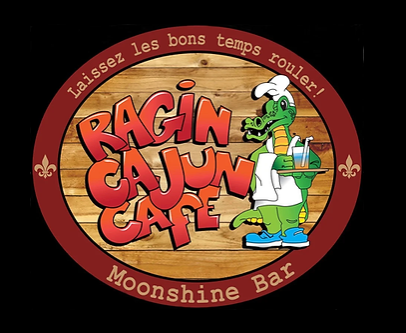 Laissez les bons temps rouler!
RAGiN
CAJUN
CAFE
Moonshine Bar